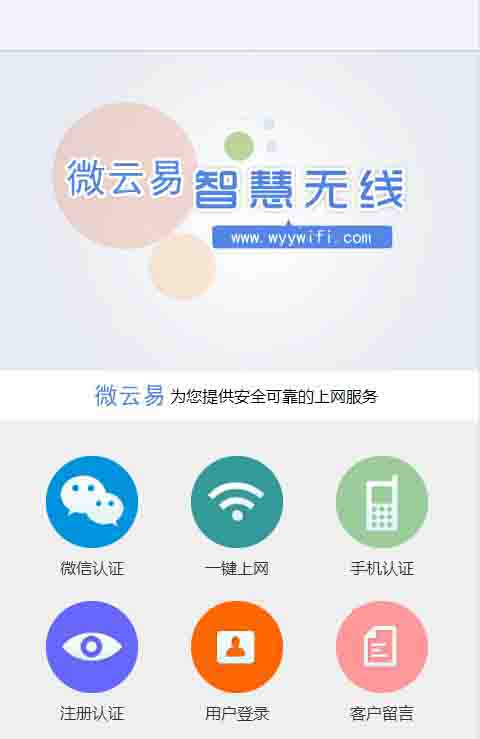 微云易 智慧无线
www.wyywifi.com
微云易 为您提供安全可靠的上网服务
微信认证 一键上网 手机认证
注册认证 用户登录 客户留言